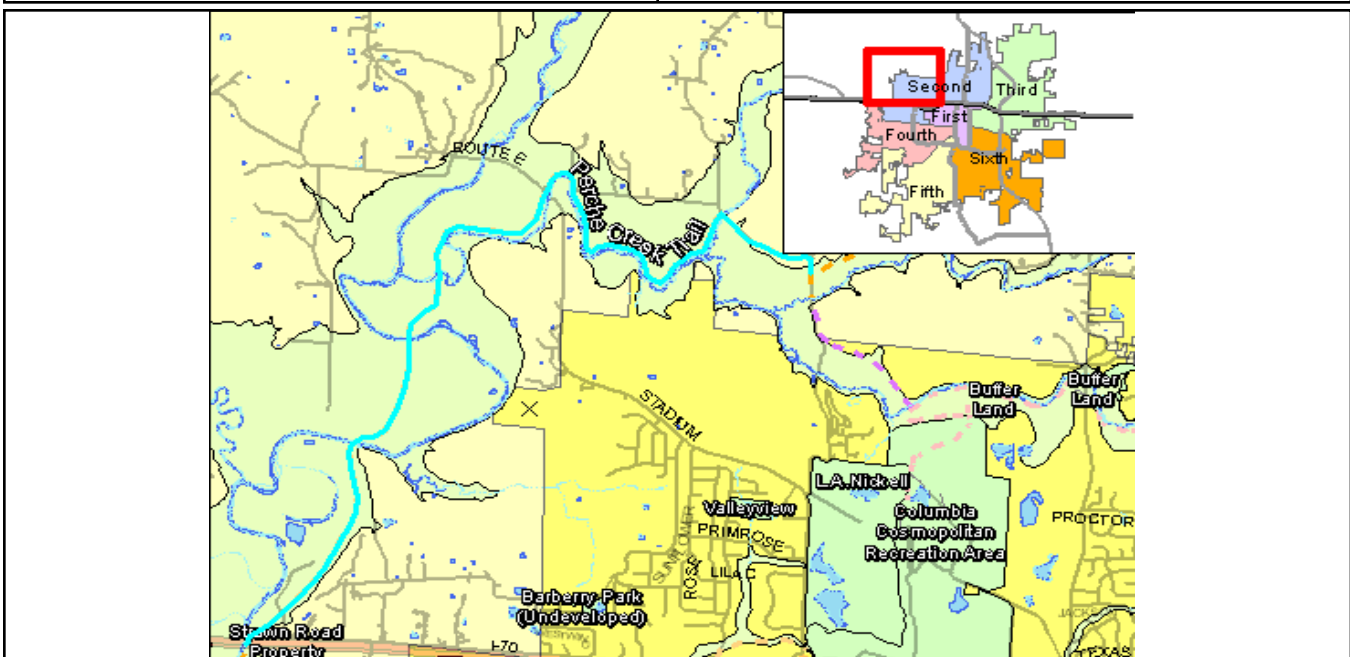 Second
Third
First
Fourth
Sixth
Fifth
ROUTE E
Perche Creek Trail
STADIUM
Buffer
Land
Buffer
Land
L.A. Nickell
Valleyview
Columbia
Cosmopolitan
Recreation Area
PROCTOR
PRIMROSE
SUNFLOWER
ROSE
LILAC
Barberry Park
(Undeveloped)
Strawn Road
Property
I-70
TEXAS